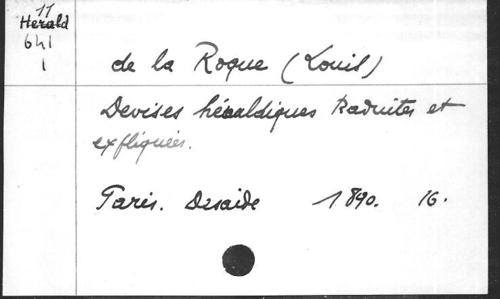 11
Herald
641
1
de la Roque (Louis)
Devises héraldiques traduites et
expliquées.
Paris. Desaide 1890. 16.